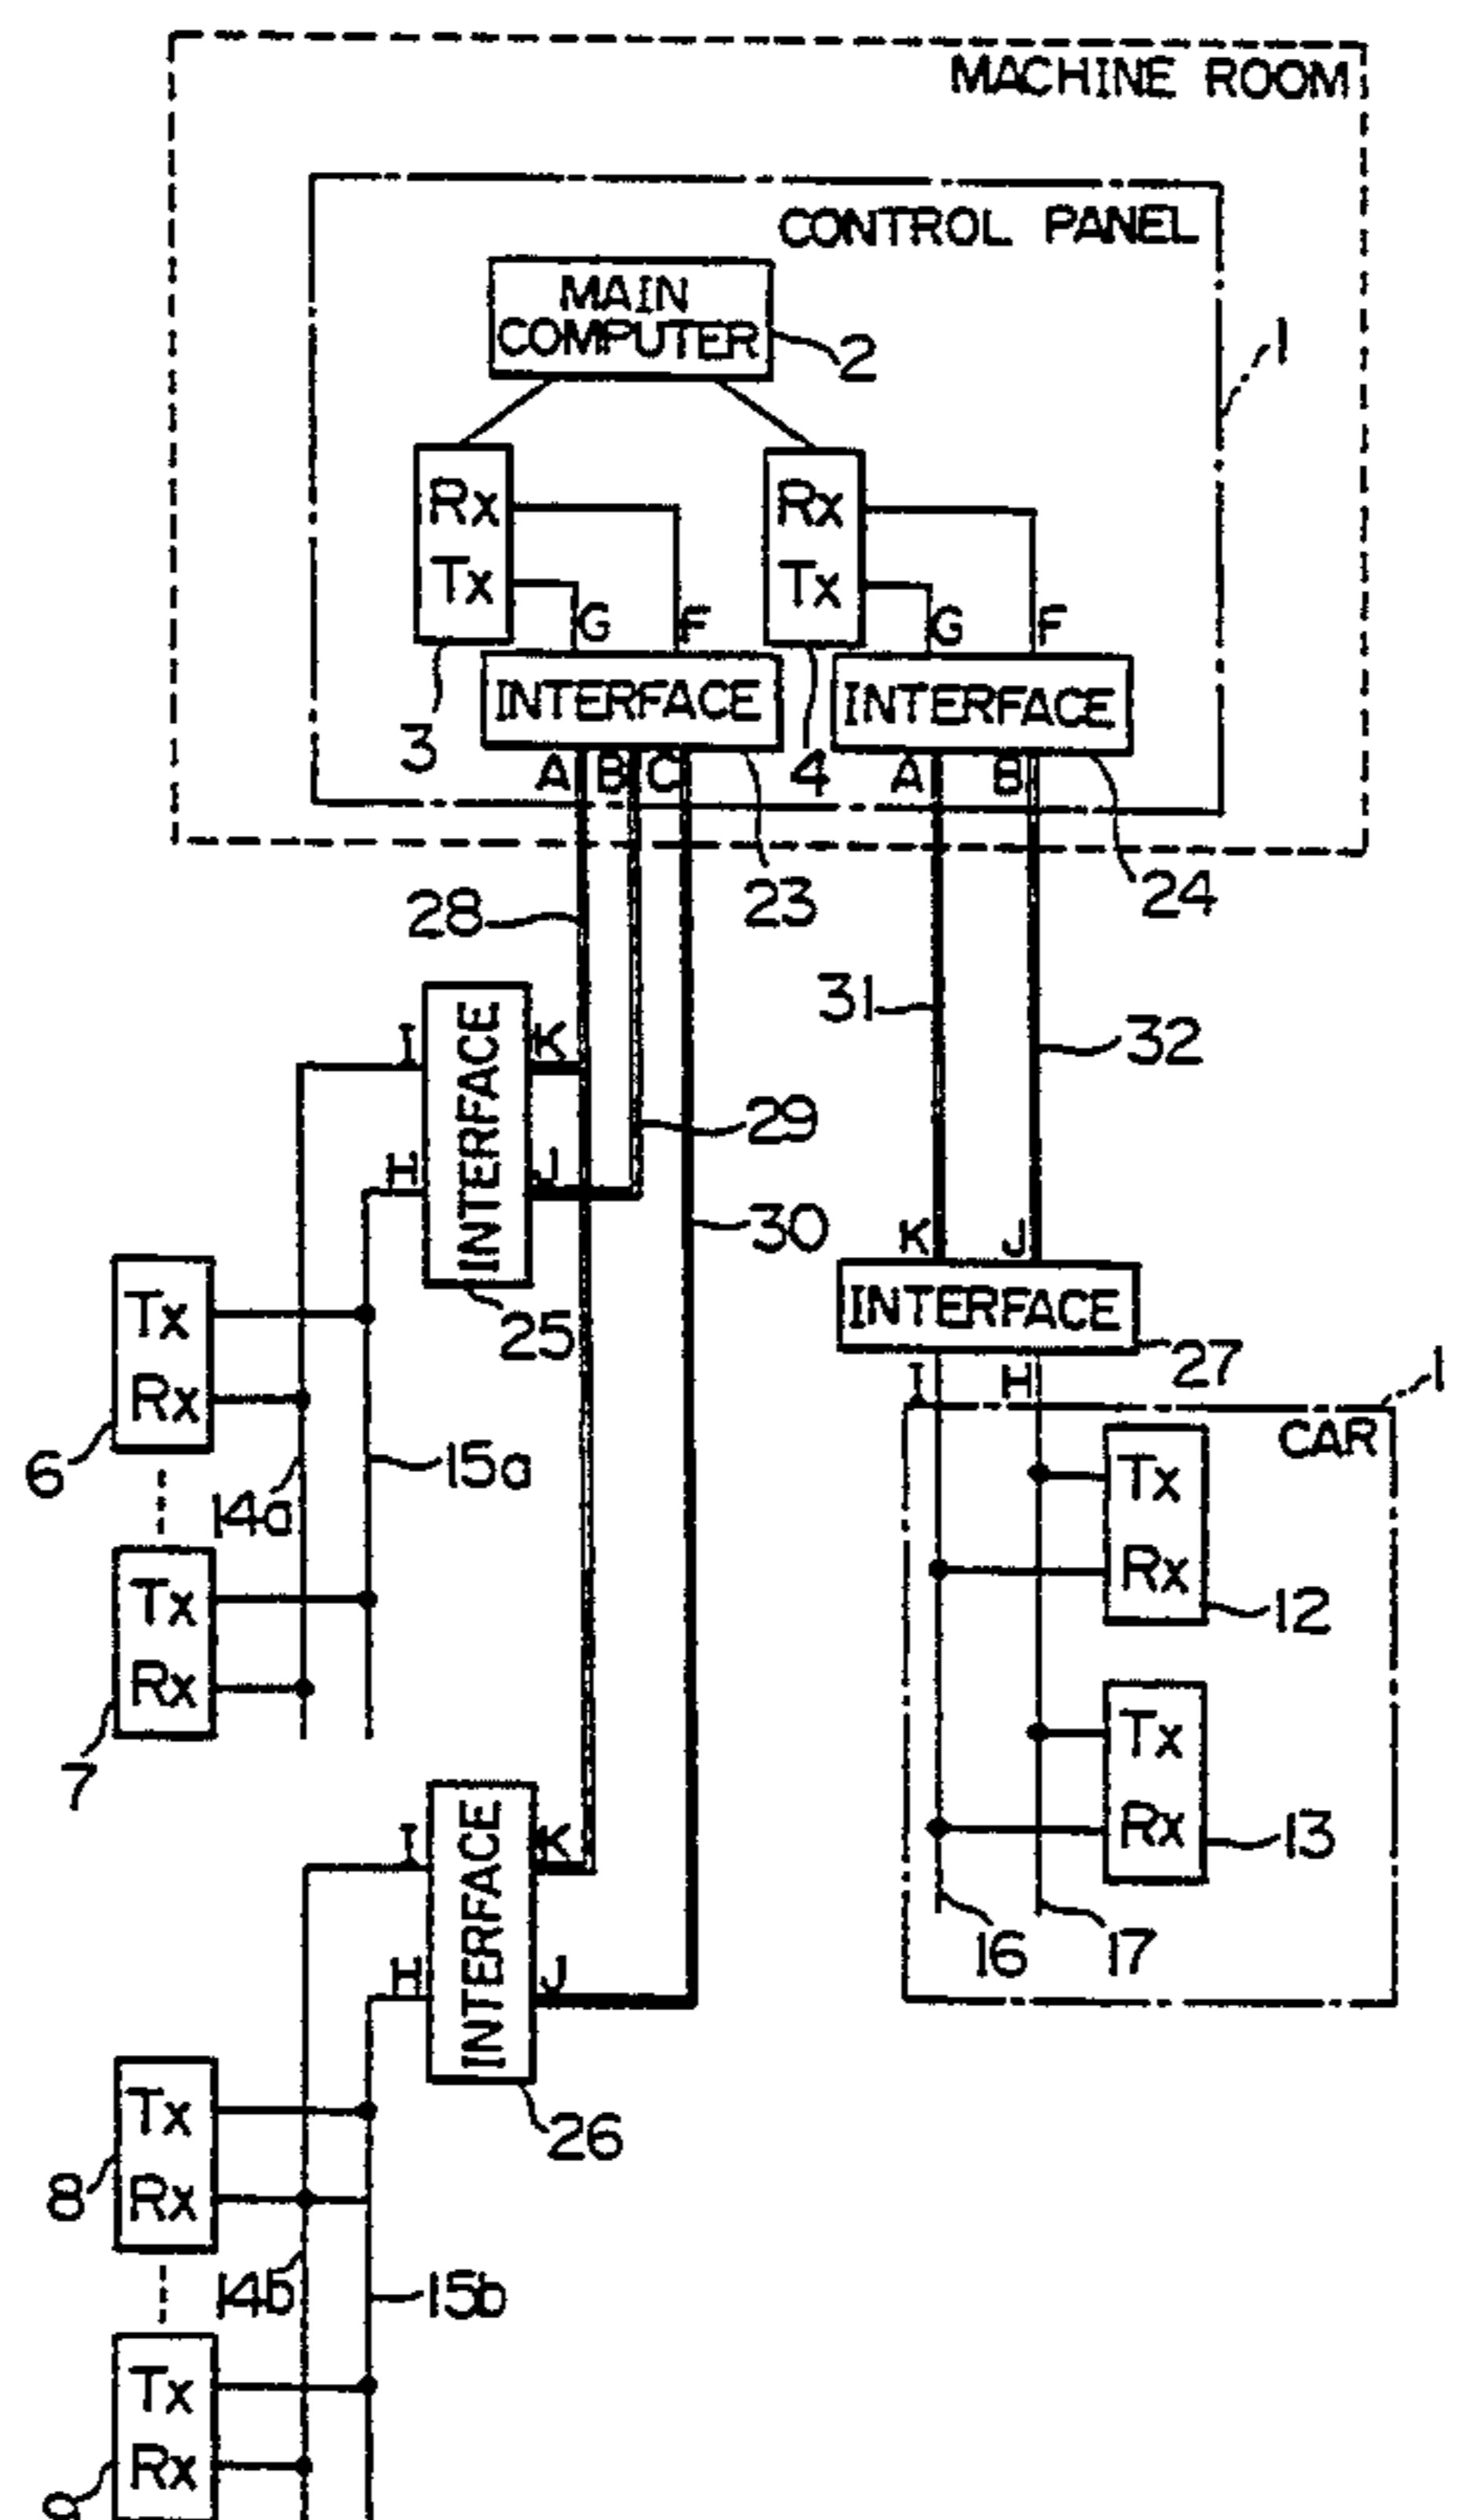 MACHINE ROOM
CONTROL PANEL
MAIN
COMPUTER
2
1
Rx
Tx
G
F
Rx
Tx
G
F
INTERFACE
INTERFACE
3
A
B
C
4
A
B
28
23
24
31
32
INTERFACE
I
K
H
J
29
30
25
K
J
INTERFACE
27
I
H
1
CAR
Tx
Rx
6
14a
15a
Tx
Rx
12
Tx
Rx
7
Tx
Rx
13
16
17
INTERFACE
I
K
H
J
26
Tx
Rx
8
14b
15b
Tx
Rx